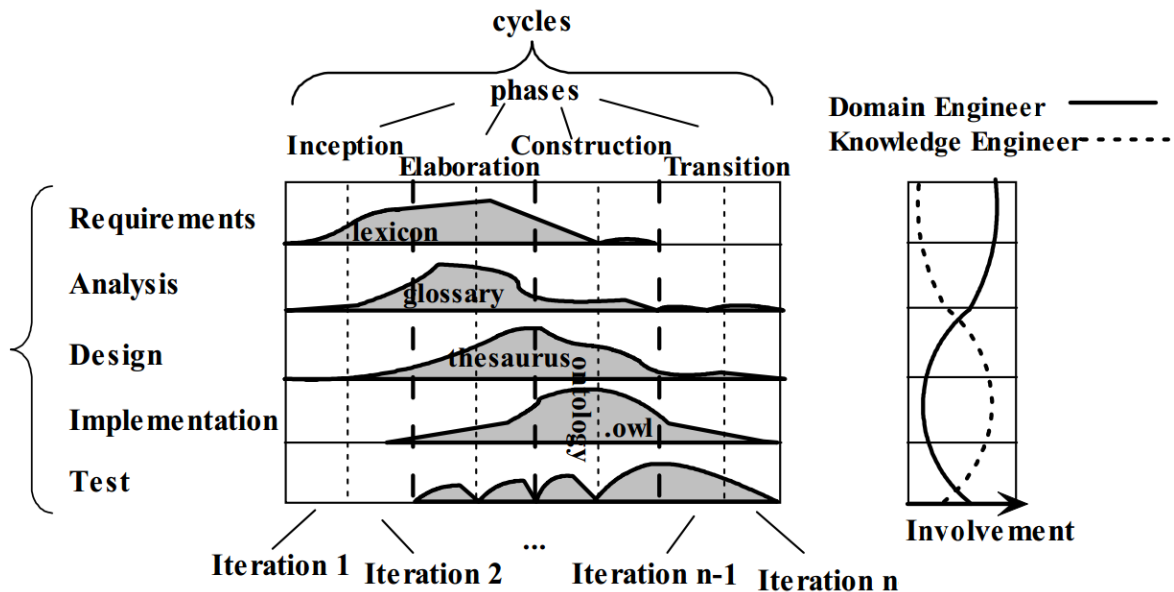 cycles
phases
Inception
Elaboration
Construction
Transition
Domain Engineer
Knowledge Engineer
Requirements
lexicon
Analysis
glossary
Design
thesaurus
ontology
Implementation
.owl
Test
Involvement
Iteration 1
Iteration 2
...
Iteration n-1
Iteration n